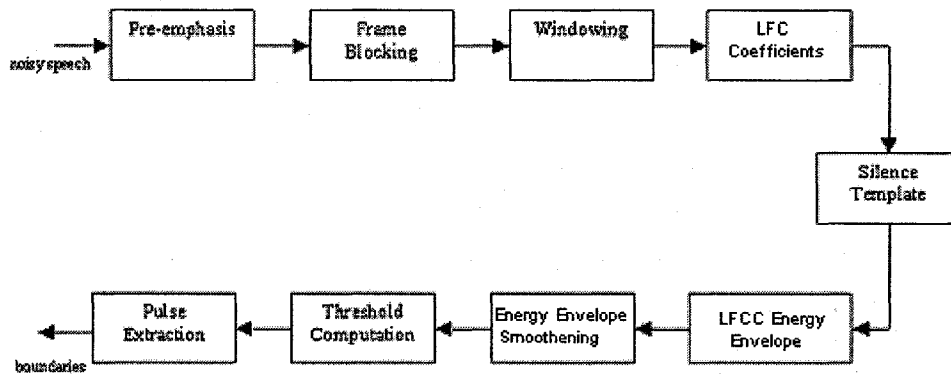 Pre-emphasis
Frame
Blocking
Windowing
LFC
Coefficients
noisy speech
Silence
Template
Pulse
Extraction
Threshold
Computation
Energy Envelope
Smoothening
LFCC Energy
Envelope
boundaries